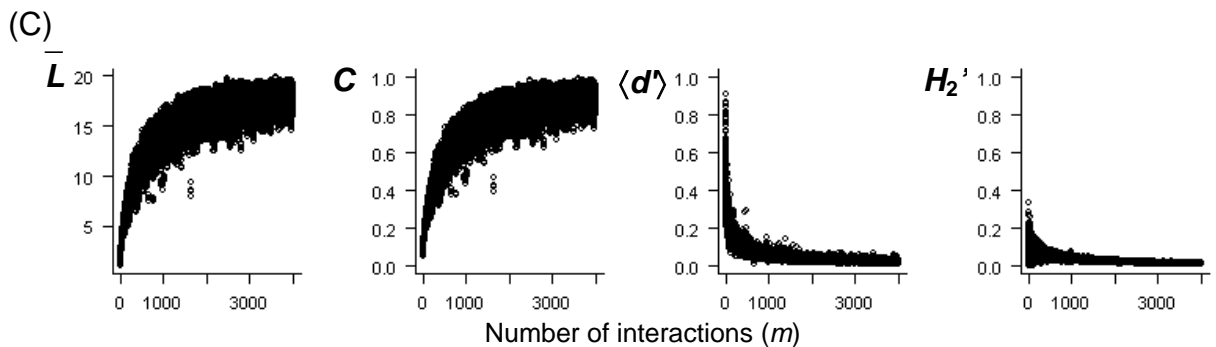 (C)
L̅ C ⟨d'⟩ H₂'
20 1.0 1.0 1.0
0.8 0.8 0.8
15
0.6 0.6 0.6
10 0.4 0.4 0.4
5 0.2 0.2 0.2
0.0 0.0 0.0
0 1000 3000 0 1000 3000 0 1000 3000 0 1000 3000
Number of interactions (m)